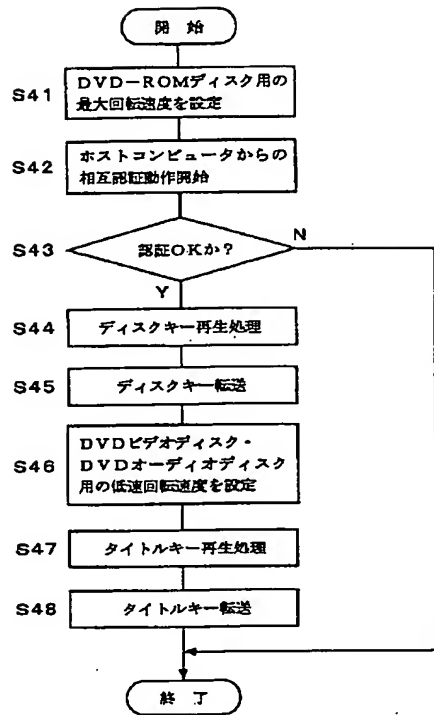 開 始
S41
DVD-ROMディスク用の
最大回転速度を設定
S42
ホストコンピュータからの
相互認証動作開始
S43
認証OKか?
N
Y
S44
ディスクキー再生処理
S45
ディスクキー転送
S46
DVDビデオディスク・
DVDオーディオディスク
用の低速回転速度を設定
S47
タイトルキー再生処理
S48
タイトルキー転送
終 了